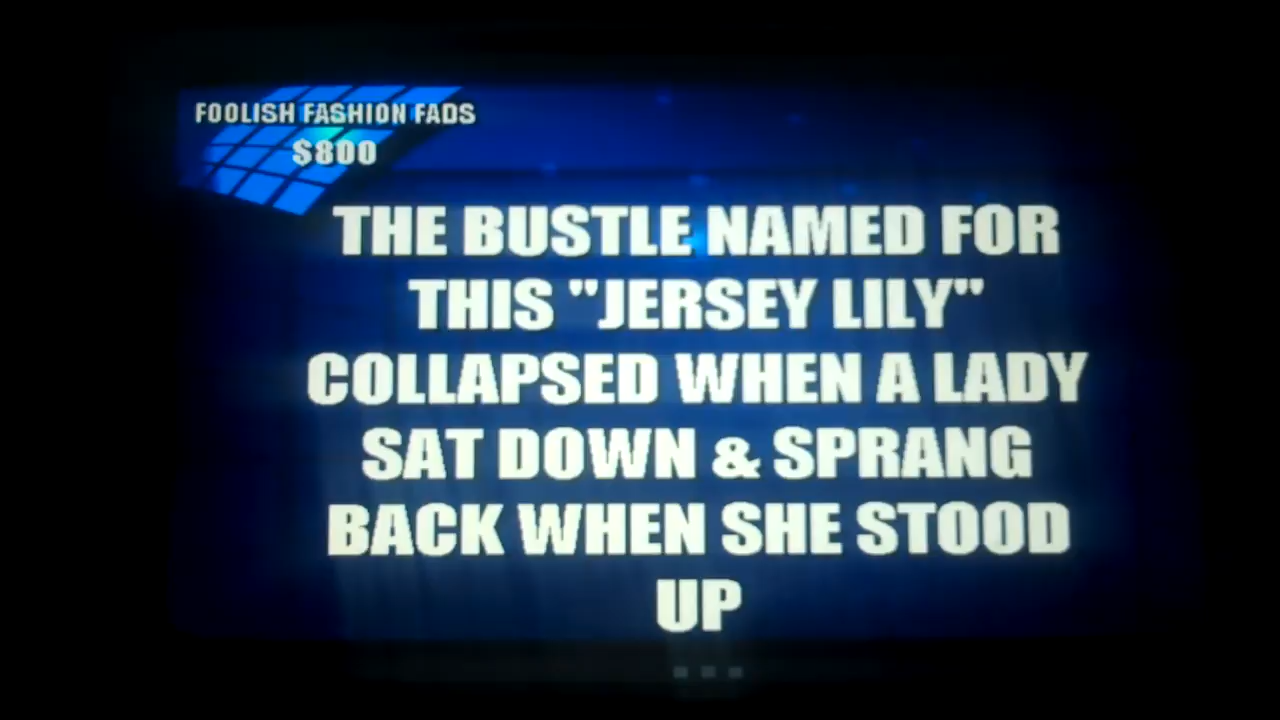 FOOLISH FASHION FADS
$800
THE BUSTLE NAMED FOR
THIS "JERSEY LILY"
COLLAPSED WHEN A LADY
SAT DOWN & SPRANG
BACK WHEN SHE STOOD
UP